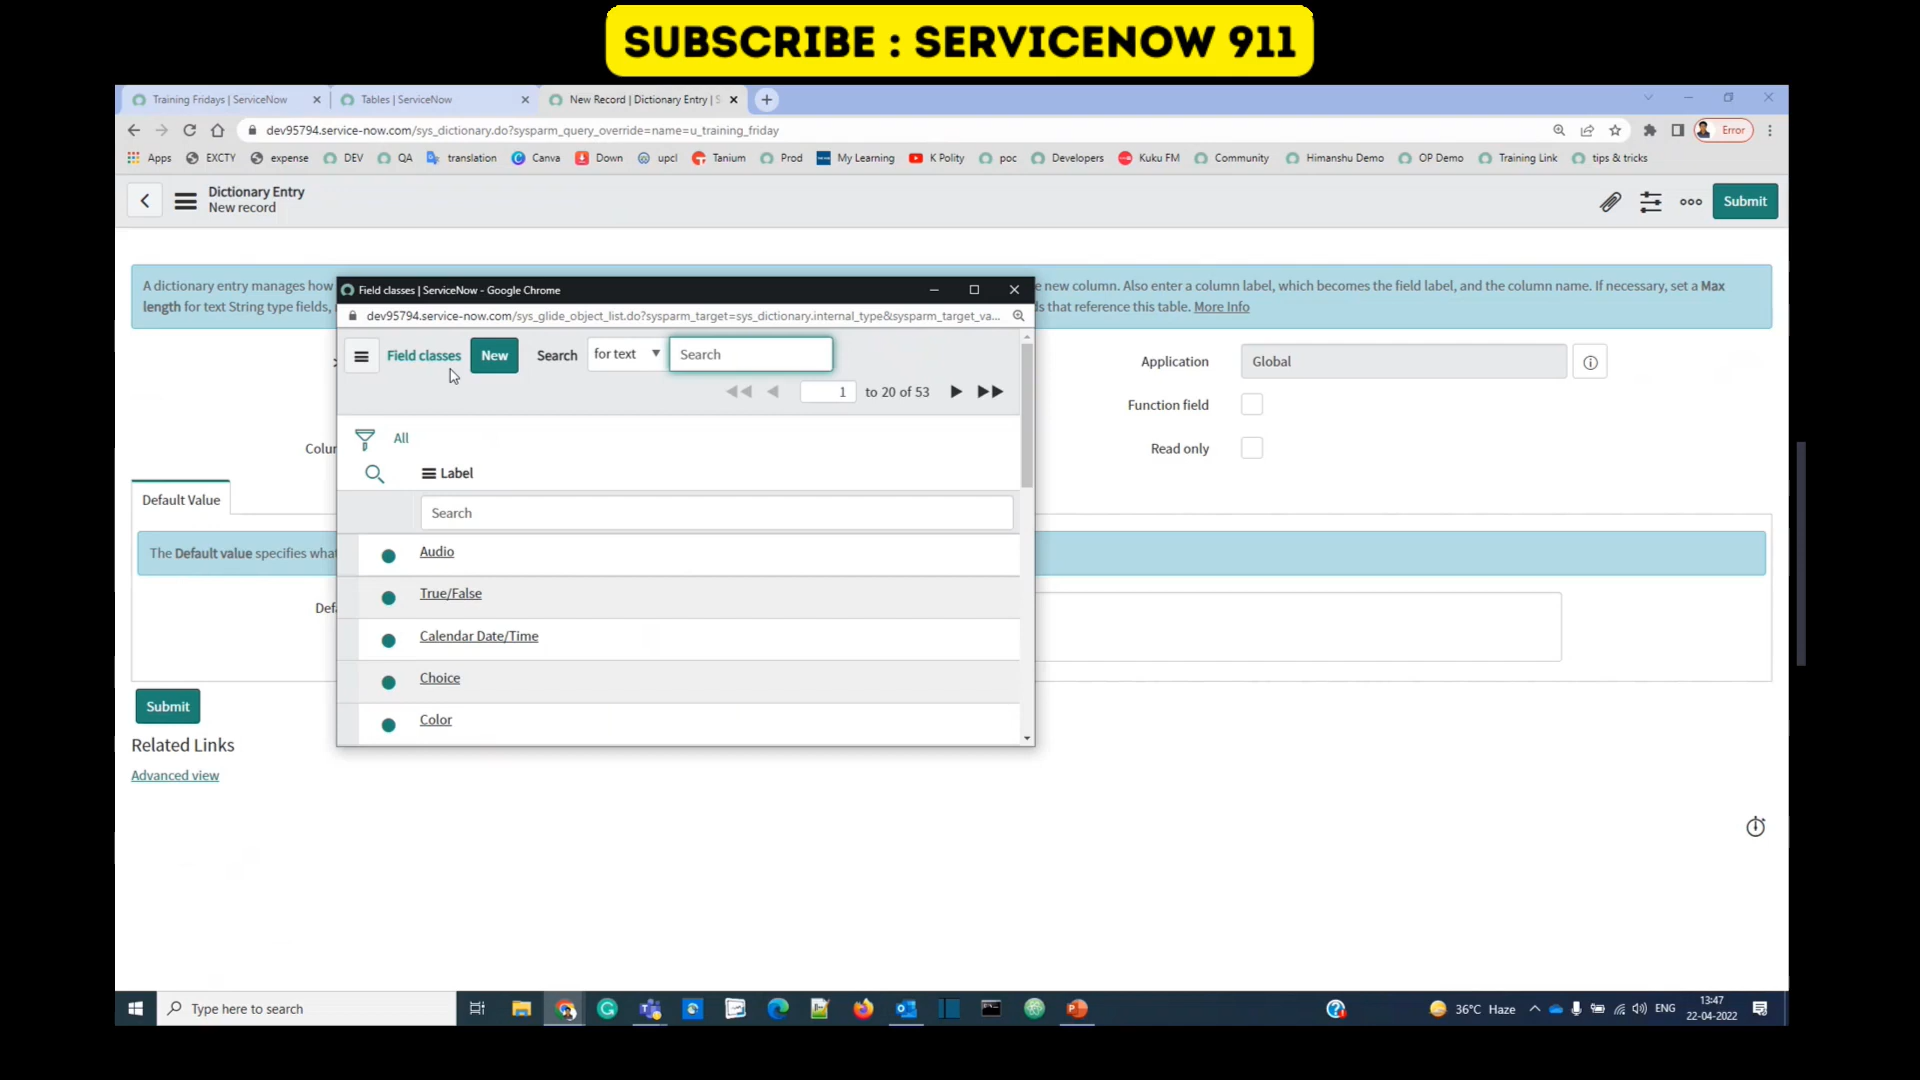 SUBSCRIBE : SERVICENOW 911
Training Fridays | ServiceNow
Tables | ServiceNow
New Record | Dictionary Entry | S
dev95794.service-now.com/sys_dictionary.do?sysparm_query_override=name=u_training_friday
Error
Apps EXCTY expense DEV QA translation Canva Down upcl Tanium Prod My Learning K Polity poc Developers Kuku FM Community Himanshu Demo OP Demo Training Link tips & tricks
Dictionary Entry
New record
Submit
A dictionary entry manages how
e new column. Also enter a column label, which becomes the field label, and the column name. If necessary, set a Max
length for text String type fields,
ds that reference this table. More Info
Field classes | ServiceNow - Google Chrome
dev95794.service-now.com/sys_glide_object_list.do?sysparm_target=sys_dictionary.internal_type&sysparm_target_va...
Field classes New Search for text Search
1 to 20 of 53
All
Label
Search
Audio
True/False
Calendar Date/Time
Choice
Color
Application Global
Function field
Colur
Read only
Default Value
The Default value specifies what
Defa
Submit
Related Links
Advanced view
Type here to search
36°C Haze
ENG
13:47
22-04-2022